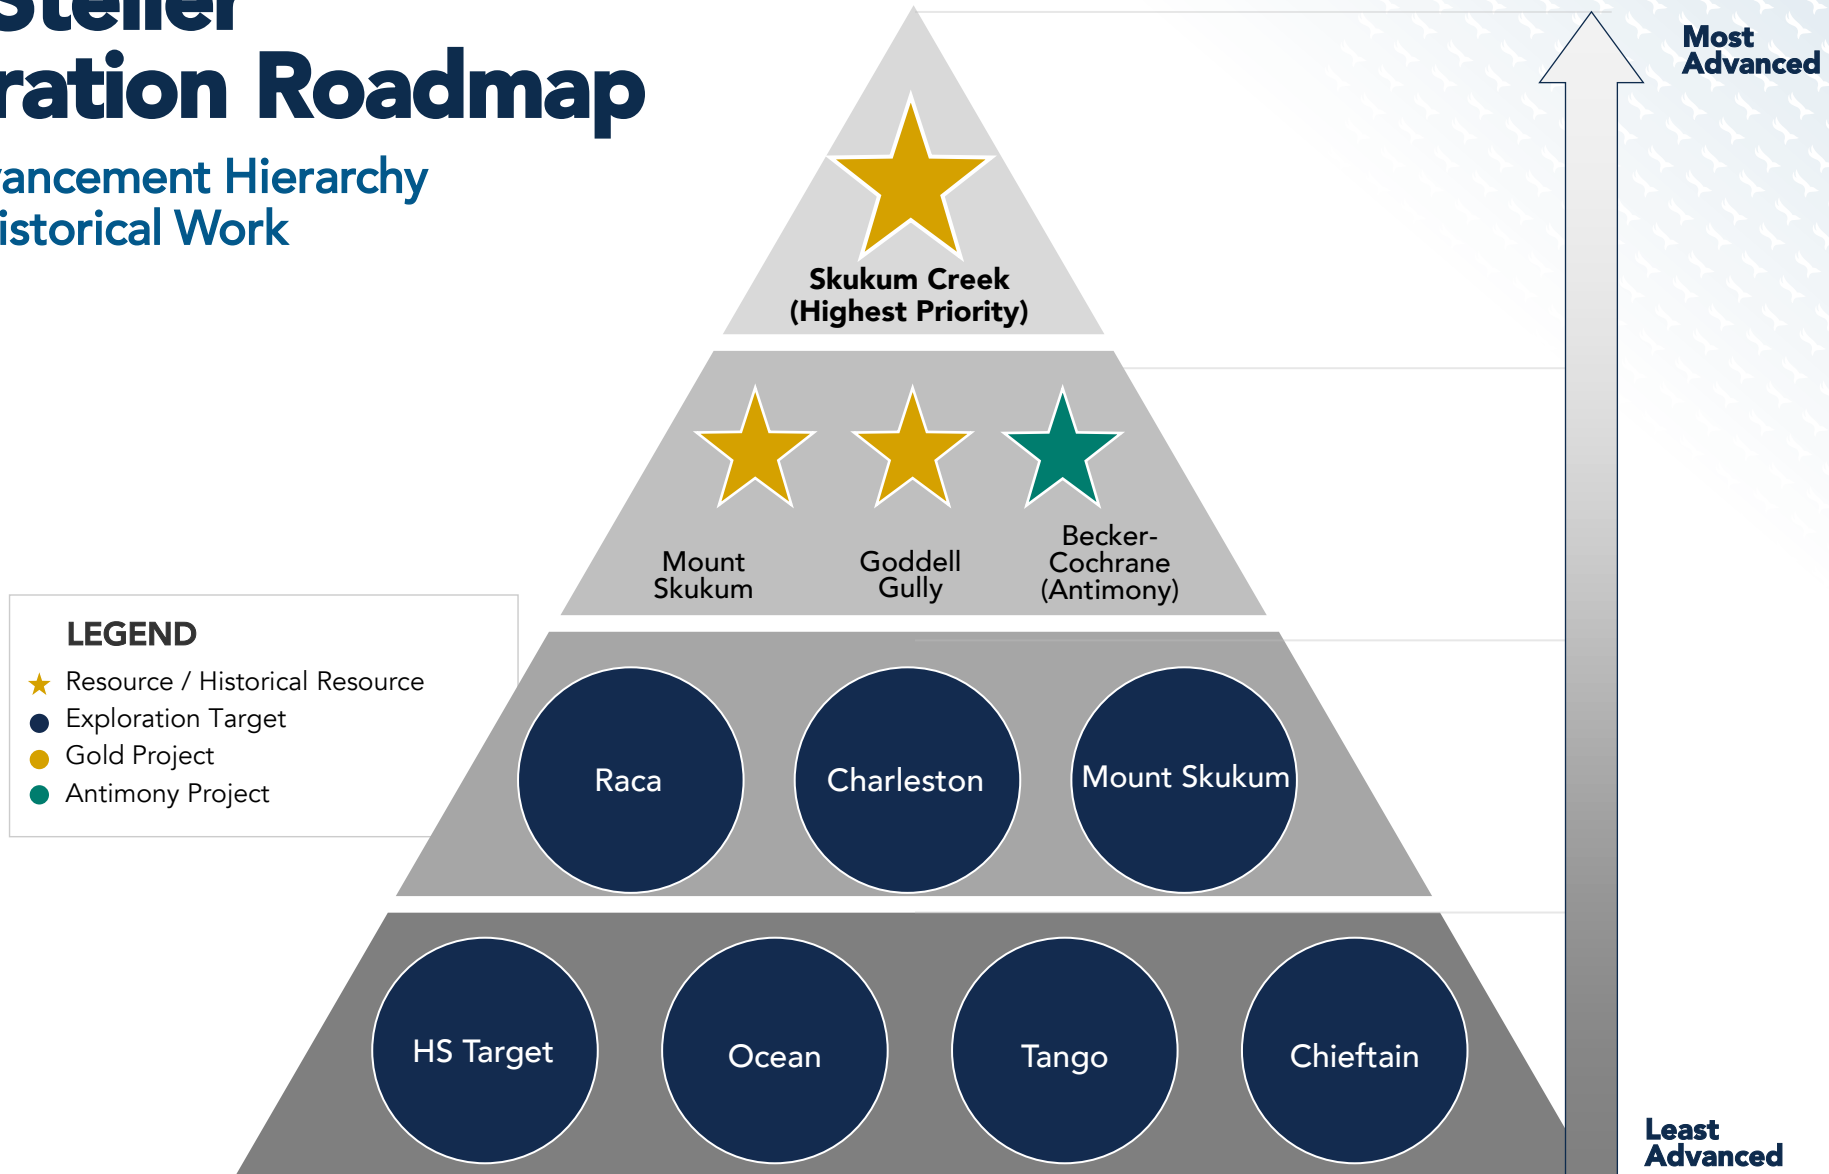 Steller
ration Roadmap
ancement Hierarchy
istorical Work
Most
Advanced
Skukum Creek
(Highest Priority)
Mount
Skukum
Goddell
Gully
Becker-
Cochrane
(Antimony)
LEGEND
Resource / Historical Resource
Exploration Target
Gold Project
Antimony Project
Raca
Charleston
Mount Skukum
HS Target
Ocean
Tango
Chieftain
Least
Advanced